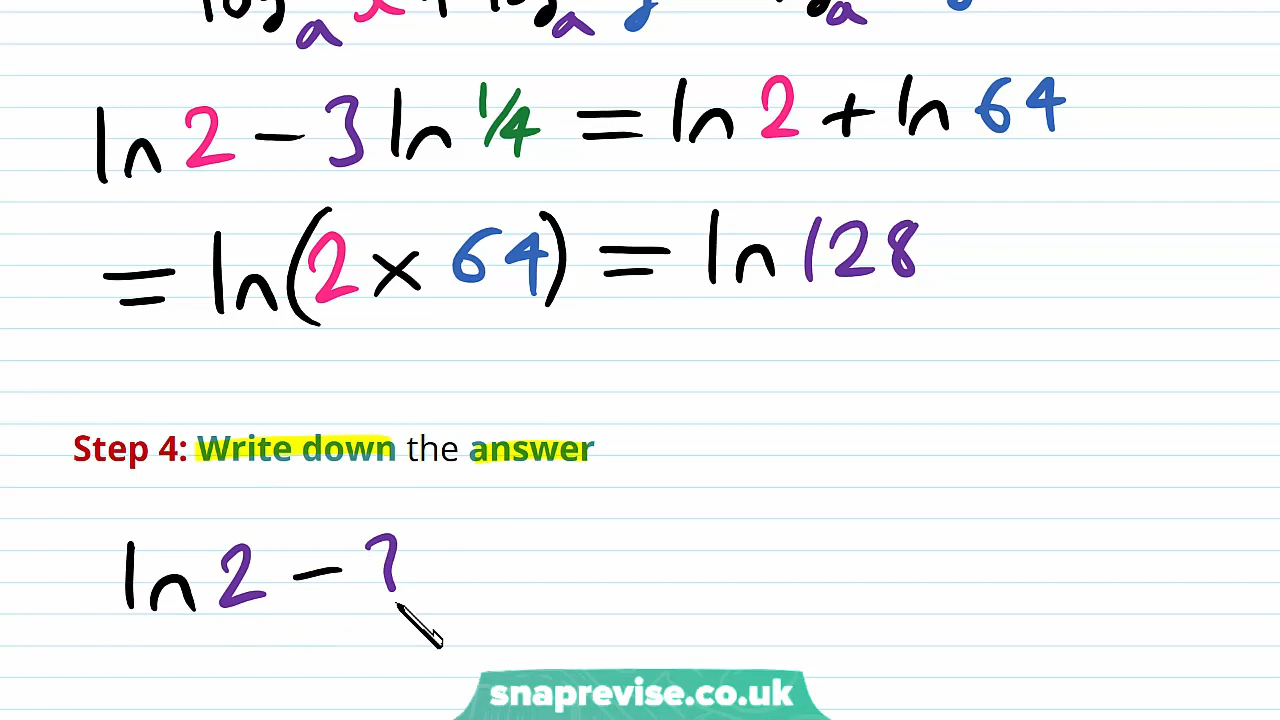 ln 2 − 3 ln 1/4 = ln 2 + ln 64
= ln(2 × 64) = ln 128
Step 4: Write down the answer
ln 2 −
snaprevise.co.uk